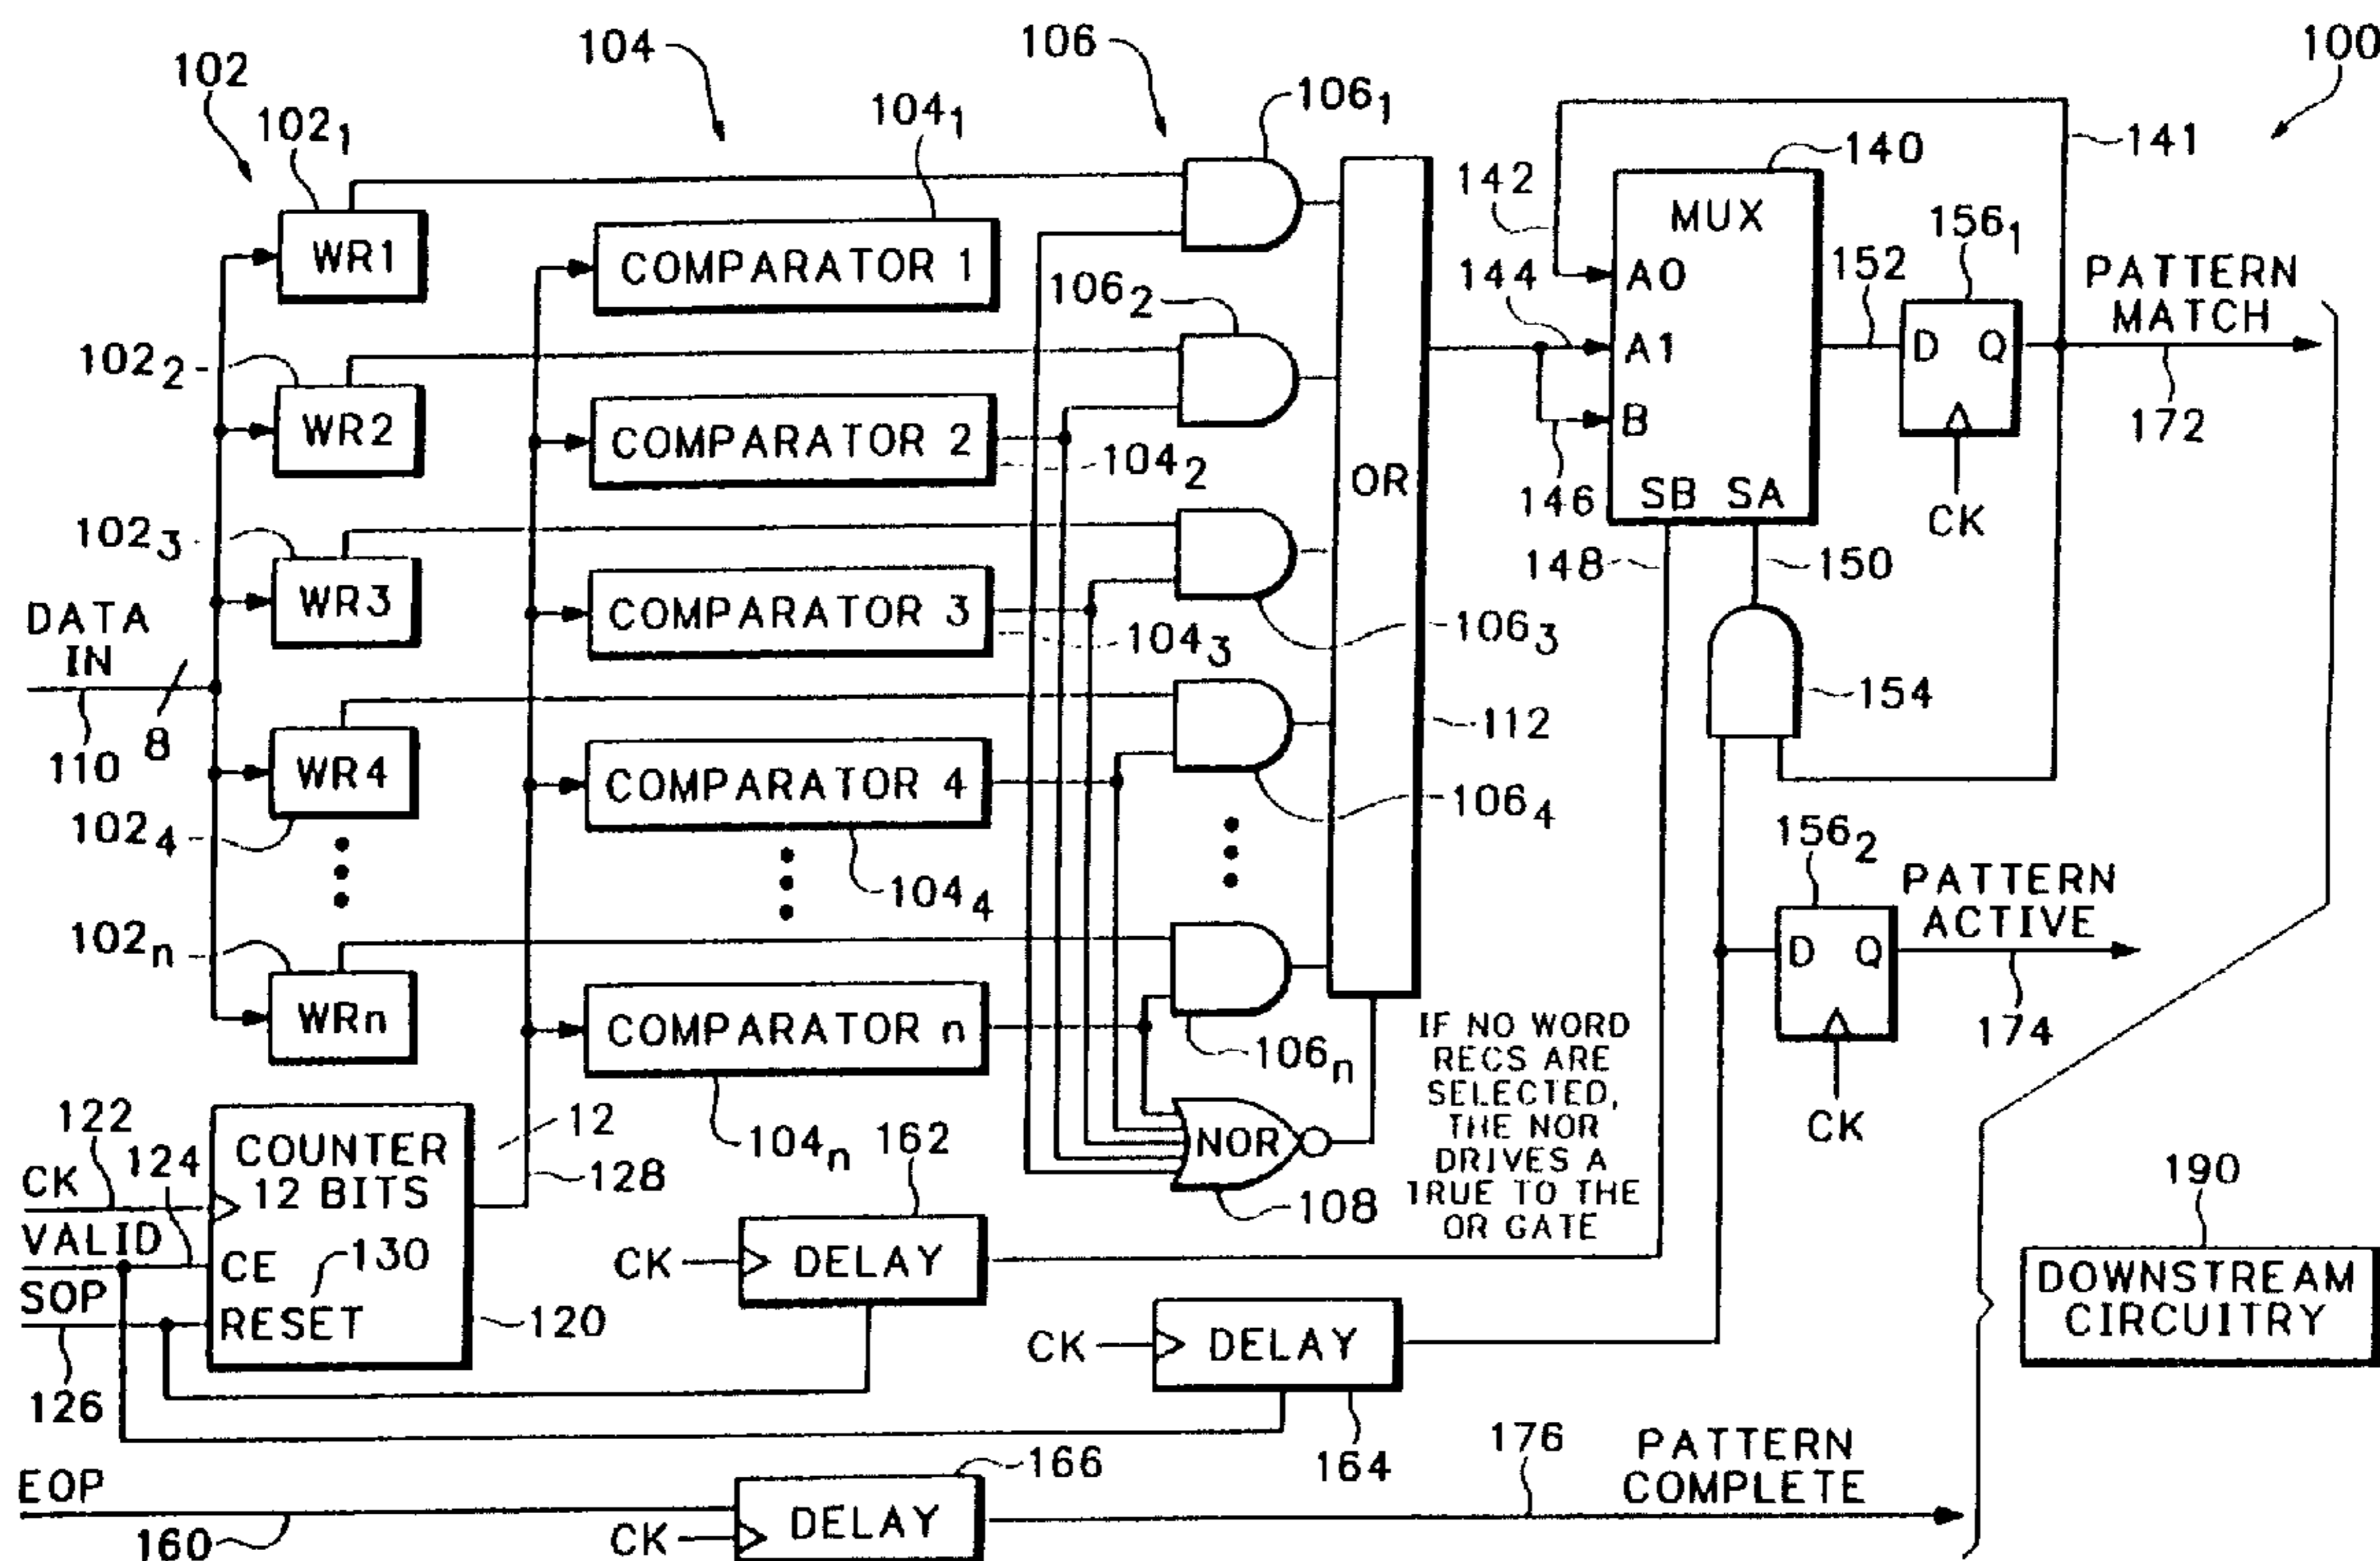 102
104
106
100
102₁
104₁
106₁
WR1
COMPARATOR 1
142
MUX
140
141
156₁
A0
144
A1
B
SB SA
146
148
150
152
D Q
CK
PATTERN
MATCH
172
102₂
WR2
COMPARATOR 2
104₂
106₂
OR
102₃
WR3
COMPARATOR 3
104₃
106₃
DATA
IN
110
8
WR4
102₄
COMPARATOR 4
104₄
106₄
112
154
102n
WRn
COMPARATOR n
104n
106n
156₂
D Q
CK
PATTERN
ACTIVE
174
IF NO WORD
RECS ARE
SELECTED,
THE NOR
DRIVES A
TRUE TO THE
OR GATE
NOR
108
122
CK
124
VALID
SOP
126
COUNTER
12 BITS
CE
130
RESET
120
12
128
162
CK
DELAY
CK
DELAY
164
190
DOWNSTREAM
CIRCUITRY
EOP
160
CK
DELAY
166
176
PATTERN
COMPLETE